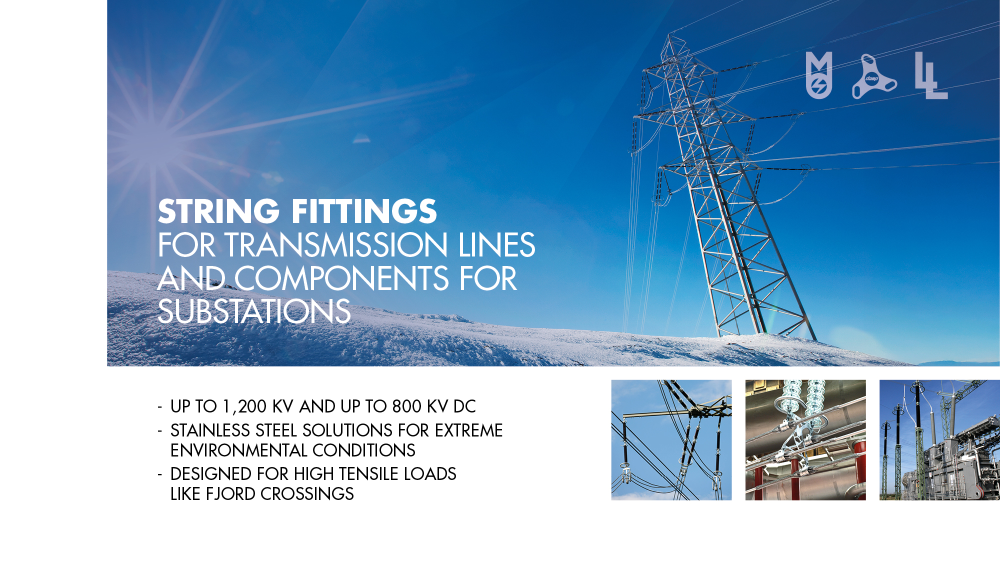 STRING FITTINGS
FOR TRANSMISSION LINES
AND COMPONENTS FOR
SUBSTATIONS
damp
- UP TO 1,200 KV AND UP TO 800 KV DC
- STAINLESS STEEL SOLUTIONS FOR EXTREME
ENVIRONMENTAL CONDITIONS
- DESIGNED FOR HIGH TENSILE LOADS
LIKE FJORD CROSSINGS